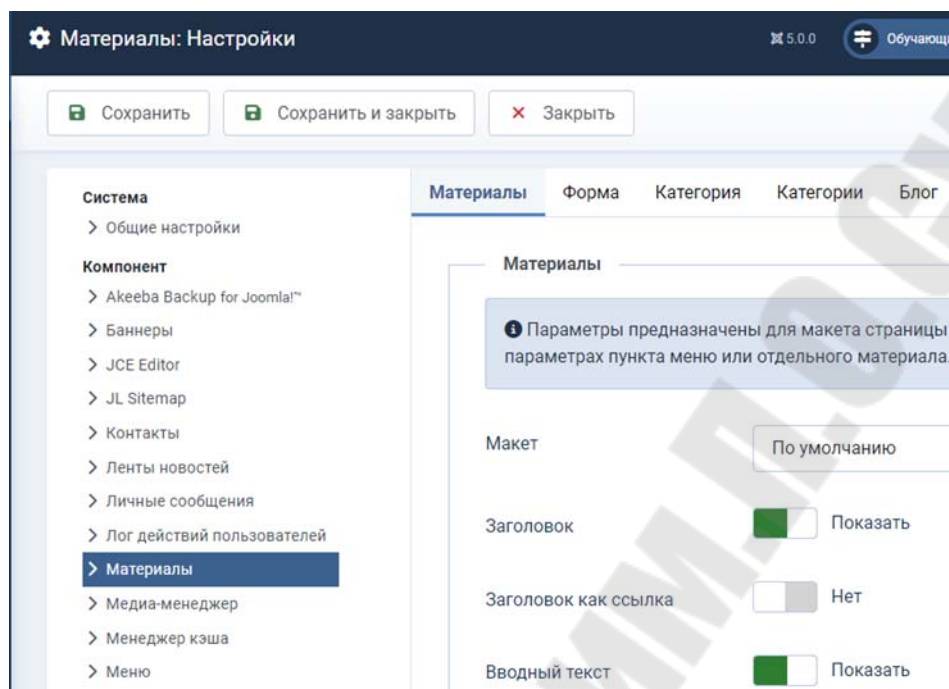 Материалы: Настройки
5.0.0
Сохранить
Сохранить и закрыть
Закрыть
Система
Общие настройки
Компонент
Akeeba Backup for Joomla!™
Баннеры
JCE Editor
JL Sitemap
Контакты
Ленты новостей
Личные сообщения
Лог действий пользователей
Материалы
Медиа-менеджер
Менеджер кэша
Меню
Материалы Форма Категория Категории Блог
Материалы
Параметры предназначены для макета страницы
параметрах пункта меню или отдельного материала.
Макет
По умолчанию
Заголовок
Показать
Заголовок как ссылка
Нет
Вводный текст
Показать